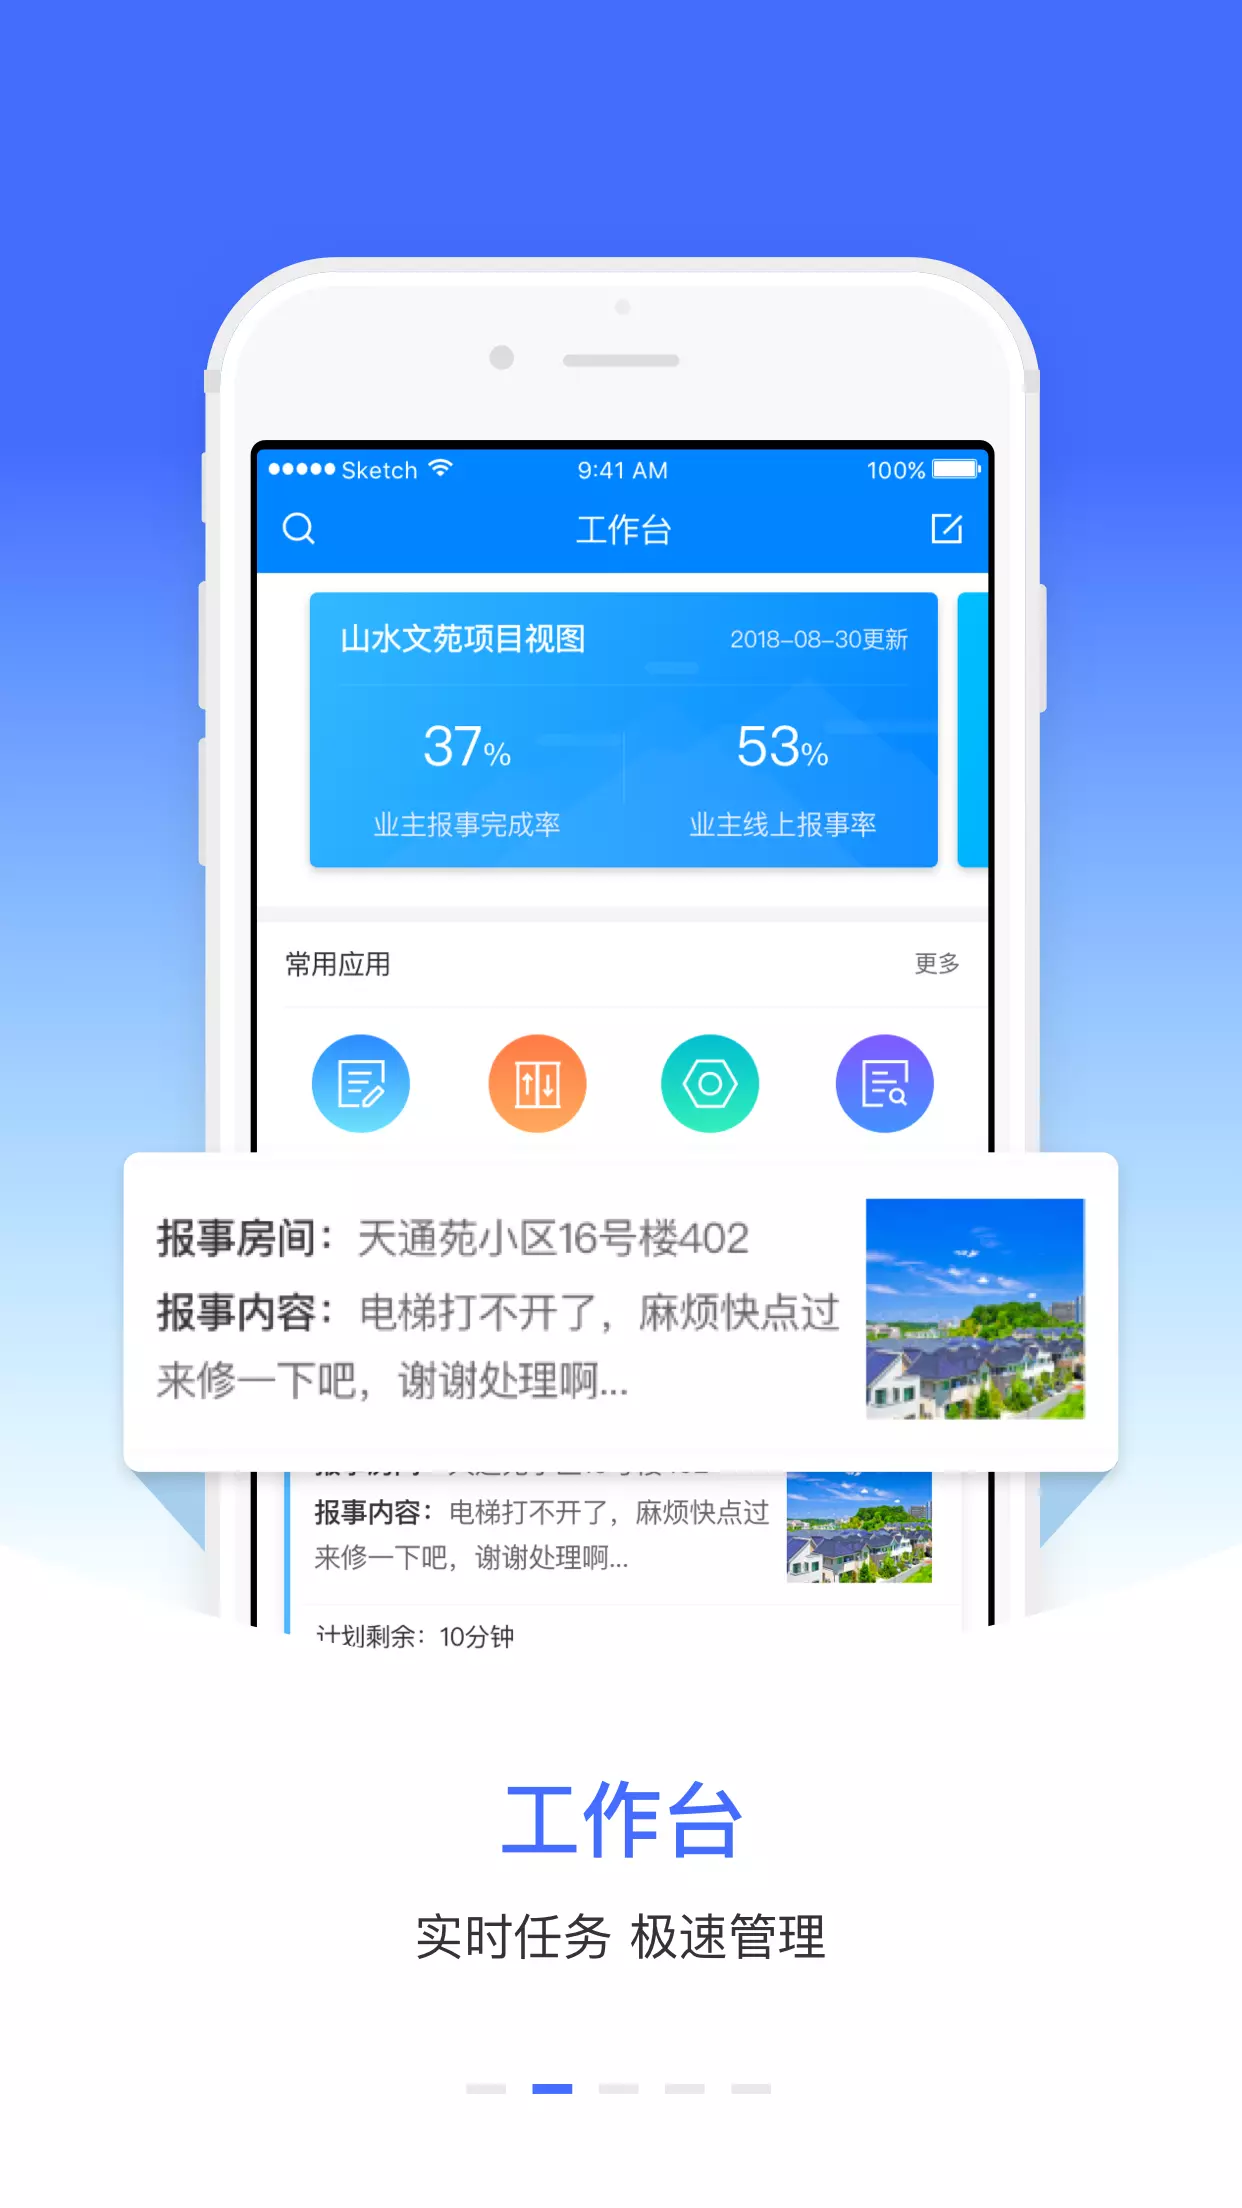 Sketch 9:41 AM 100%
工作台
山水文苑项目视图 2018-08-30更新
37% 53%
业主报事完成率 业主线上报事率
常用应用 更多
报事房间：天通苑小区16号楼402
报事内容：电梯打不开了，麻烦快点过
来修一下吧，谢谢处理啊...
报事内容：电梯打不开了，麻烦快点过
来修一下吧，谢谢处理啊...
计划剩余：10分钟
工作台
实时任务 极速管理